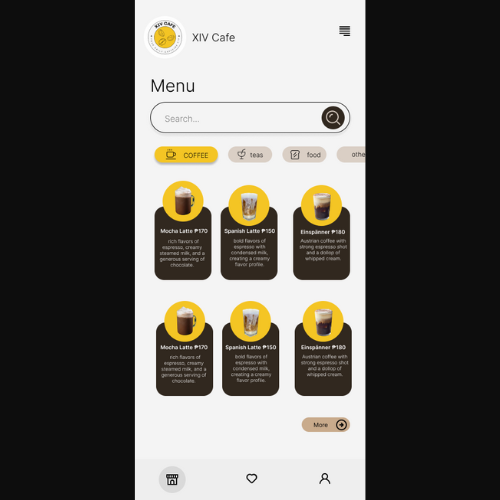 XIV CAFE
XIV Cafe
Menu
Search...
COFFEE
teas
food
othe
Mocha Latte ₱170
rich flavors of
espresso, creamy
steamed milk, and a
generous serving of
chocolate.
Spanish Latte ₱150
bold flavors of
espresso with
condensed milk,
creating a creamy
flavor profile.
Einspänner ₱180
Austrian coffee with
strong espresso shot
and a dollop of
whipped cream.
Mocha Latte ₱170
rich flavors of
espresso, creamy
steamed milk, and a
generous serving of
chocolate.
Spanish Latte ₱150
bold flavors of
espresso with
condensed milk,
creating a creamy
flavor profile.
Einspänner ₱180
Austrian coffee with
strong espresso shot
and a dollop of
whipped cream.
More